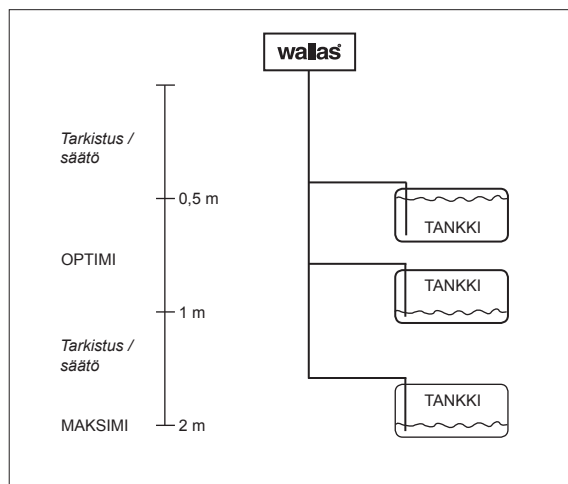 wallas
Tarkistus /
säätö
0,5 m
TANKKI
OPTIMI
TANKKI
1 m
Tarkistus /
säätö
TANKKI
MAKSIMI
2 m